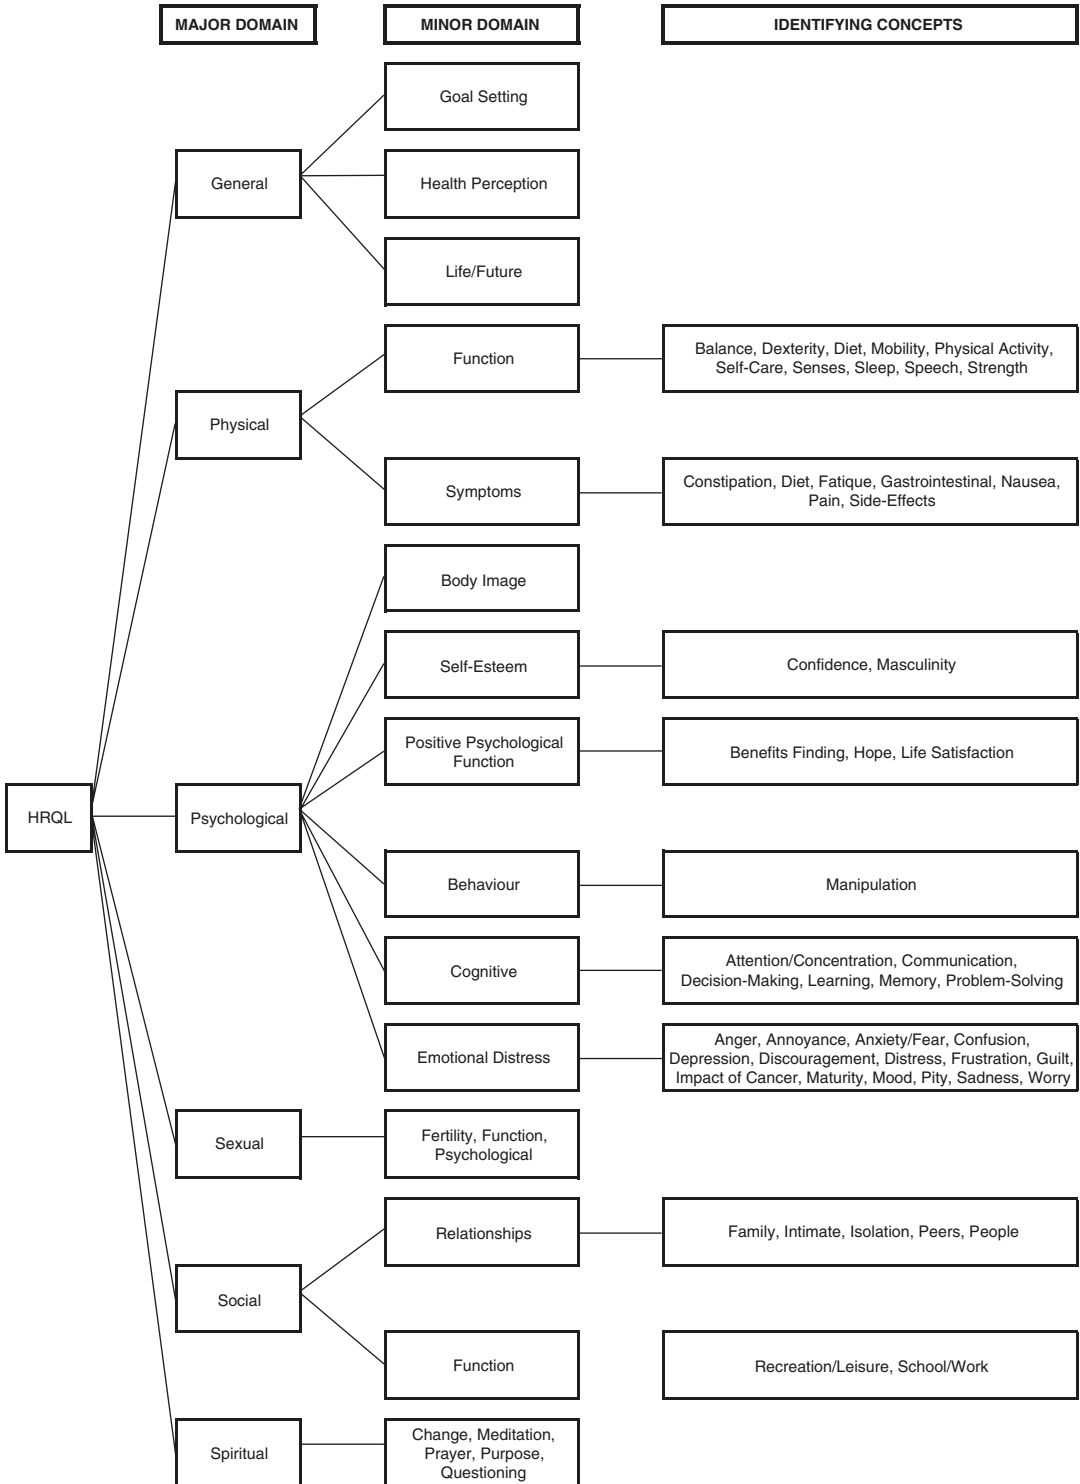 MAJOR DOMAIN
MINOR DOMAIN
IDENTIFYING CONCEPTS
Goal Setting
General
Health Perception
Life/Future
Function
Balance, Dexterity, Diet, Mobility, Physical Activity,
Self-Care, Senses, Sleep, Speech, Strength
Physical
Symptoms
Constipation, Diet, Fatique, Gastrointestinal, Nausea,
Pain, Side-Effects
Body Image
Self-Esteem
Confidence, Masculinity
Positive Psychological
Function
Benefits Finding, Hope, Life Satisfaction
HRQL
Psychological
Behaviour
Manipulation
Cognitive
Attention/Concentration, Communication,
Decision-Making, Learning, Memory, Problem-Solving
Emotional Distress
Anger, Annoyance, Anxiety/Fear, Confusion,
Depression, Discouragement, Distress, Frustration, Guilt,
Impact of Cancer, Maturity, Mood, Pity, Sadness, Worry
Sexual
Fertility, Function,
Psychological
Relationships
Family, Intimate, Isolation, Peers, People
Social
Function
Recreation/Leisure, School/Work
Spiritual
Change, Meditation,
Prayer, Purpose,
Questioning